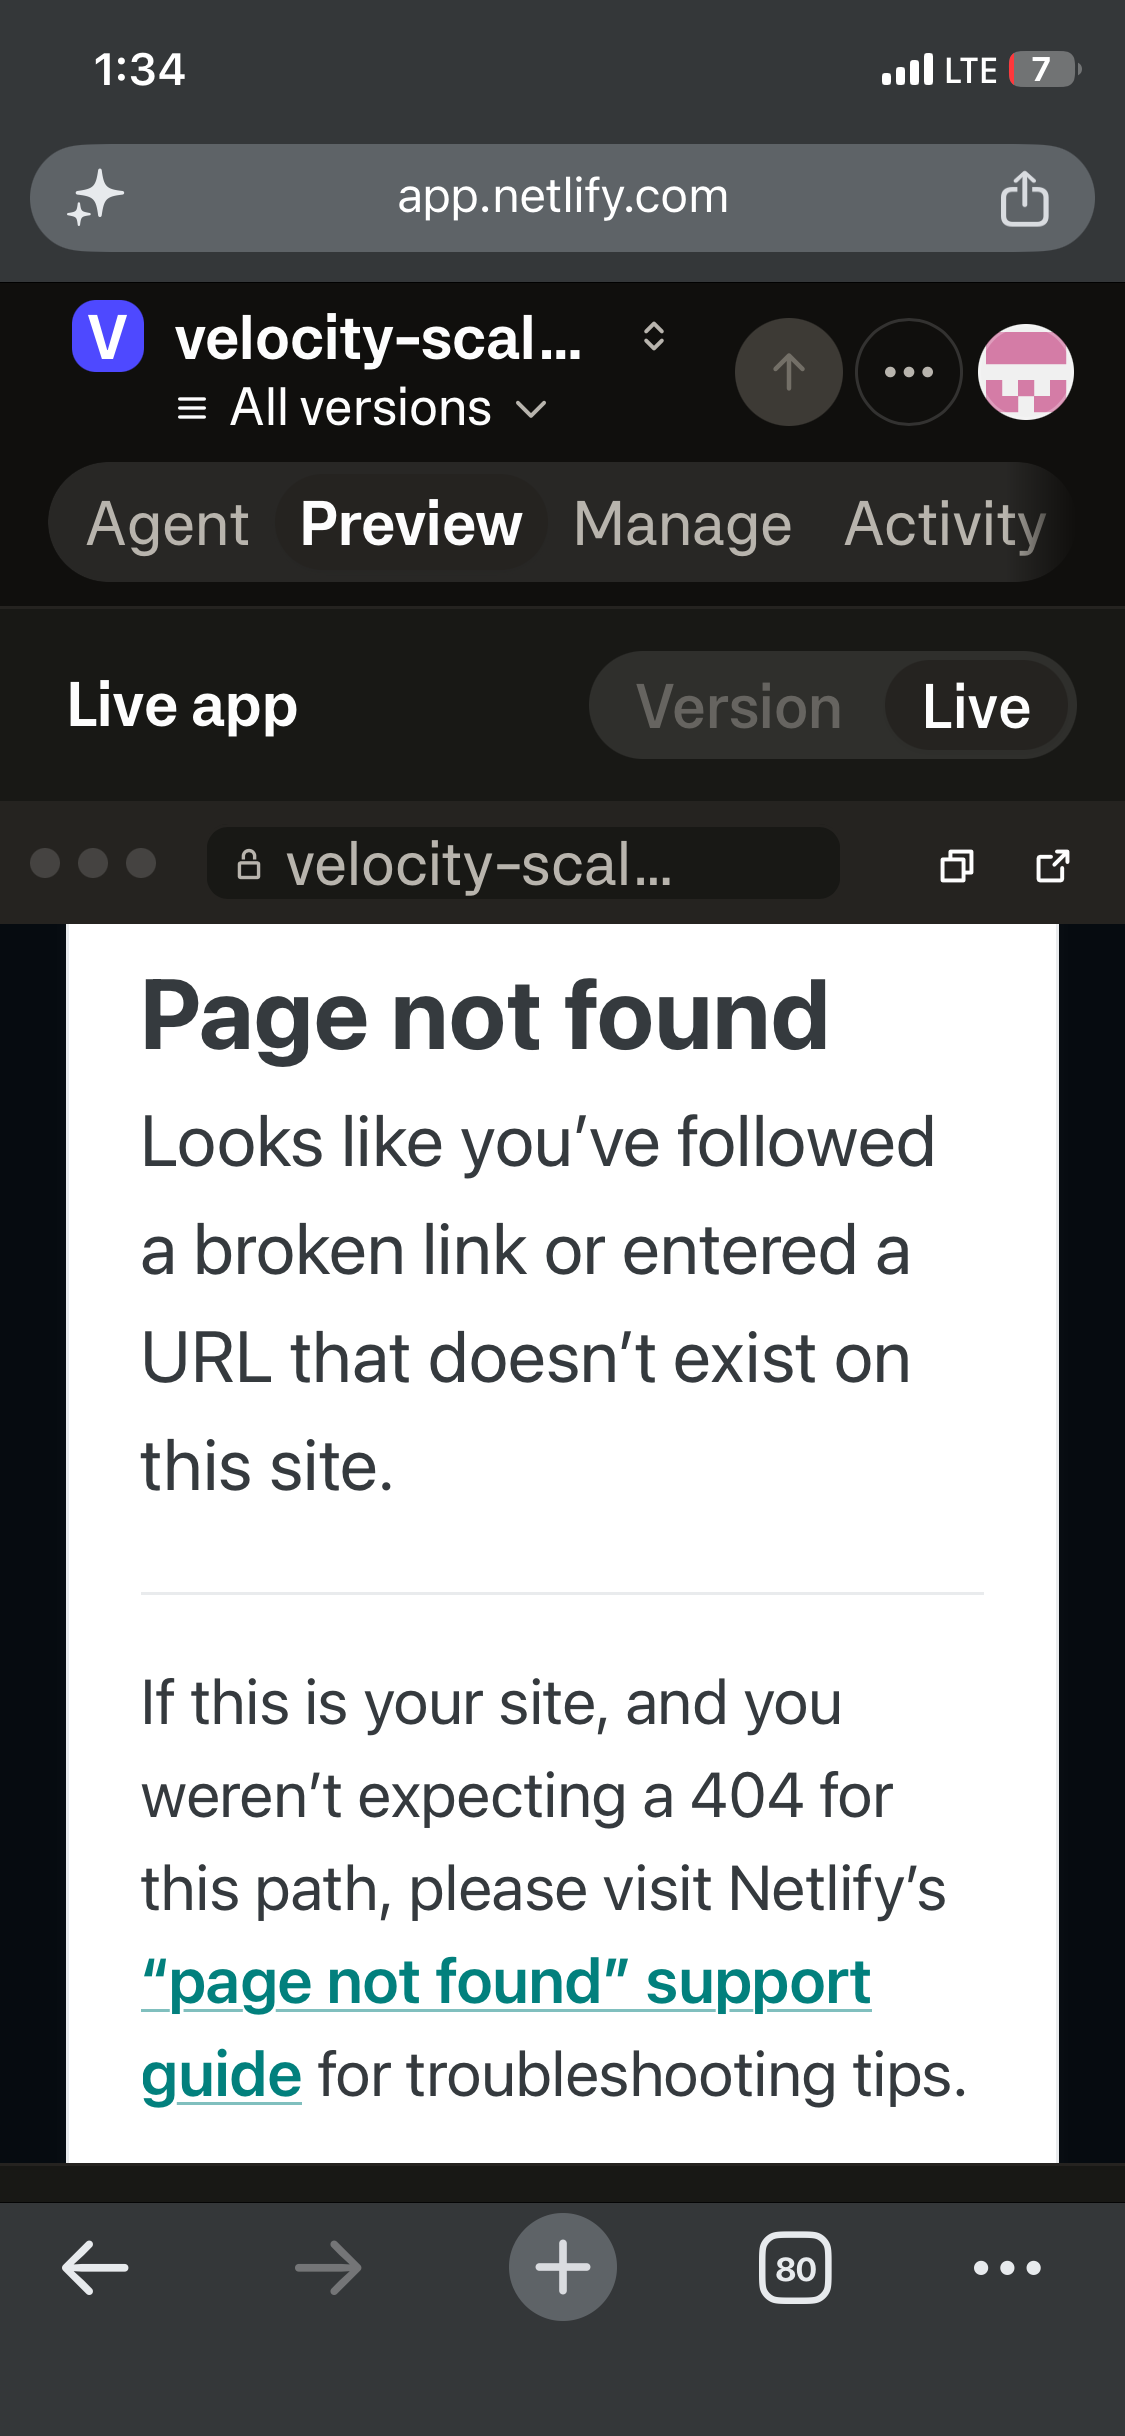 1:34
LTE
7
app.netlify.com
V
velocity-scal...
All versions
Agent
Preview
Manage
Activity
Live app
Version
Live
velocity-scal...
Page not found
Looks like you’ve followed
a broken link or entered a
URL that doesn’t exist on
this site.
If this is your site, and you
weren’t expecting a 404 for
this path, please visit Netlify’s
“page not found” support
guide for troubleshooting tips.
80